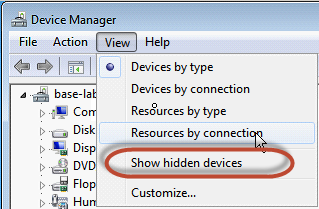 Device Manager
File Action View Help
Devices by type
Devices by connection
Resources by type
Resources by connection
Show hidden devices
Customize...
base-lab
Com
Disk
Disp
DVD
Flop
Hum
IDE